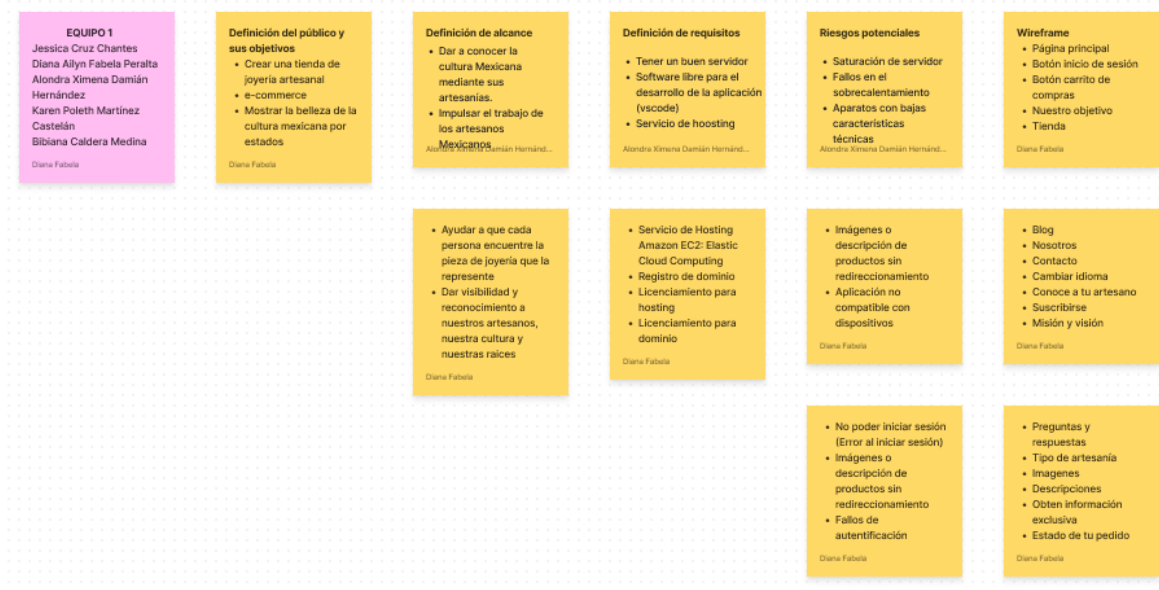 EQUIPO 1
Jessica Cruz Chantes
Diana Ailyn Fabela Peralta
Alondra Ximena Damián
Hernández
Karen Poleth Martínez
Castelán
Bibiana Caldera Medina
Diana Fabela
Definición del público y
sus objetivos
• Crear una tienda de
joyería artesanal
• e-commerce
• Mostrar la belleza de la
cultura mexicana por
estados
Diana Fabela
Definición de alcance
• Dar a conocer la
cultura Mexicana
mediante sus
artesanías.
• Impulsar el trabajo de
los artesanos
Mexicanos
Alondra Ximena Damián Hernánd...
Definición de requisitos
• Tener un buen servidor
• Software libre para el
desarrollo de la aplicación
(vscode)
• Servicio de hoosting
Alondra Ximena Damián Hernánd...
Riesgos potenciales
• Saturación de servidor
• Fallos en el
sobrecalentamiento
• Aparatos con bajas
características
técnicas
Alondra Ximena Damián Hernánd...
Wireframe
• Página principal
• Botón inicio de sesión
• Botón carrito de
compras
• Nuestro objetivo
• Tienda
Diana Fabela
• Ayudar a que cada
persona encuentre la
pieza de joyería que la
represente
• Dar visibilidad y
reconocimiento a
nuestros artesanos,
nuestra cultura y
nuestras raices
Diana Fabela
• Servicio de Hosting
Amazon EC2: Elastic
Cloud Computing
• Registro de dominio
• Licenciamiento para
hosting
• Licenciamiento para
dominio
Diana Fabela
• Imágenes o
descripción de
productos sin
redireccionamiento
• Aplicación no
compatible con
dispositivos
Diana Fabela
• Blog
• Nosotros
• Contacto
• Cambiar idioma
• Conoce a tu artesano
• Suscribirse
• Misión y visión
Diana Fabela
• No poder iniciar sesión
(Error al iniciar sesión)
• Imágenes o
descripción de
productos sin
redireccionamiento
• Fallos de
autentificación
Diana Fabela
• Preguntas y
respuestas
• Tipo de artesanía
• Imagenes
• Descripciones
• Obten información
exclusiva
• Estado de tu pedido
Diana Fabela